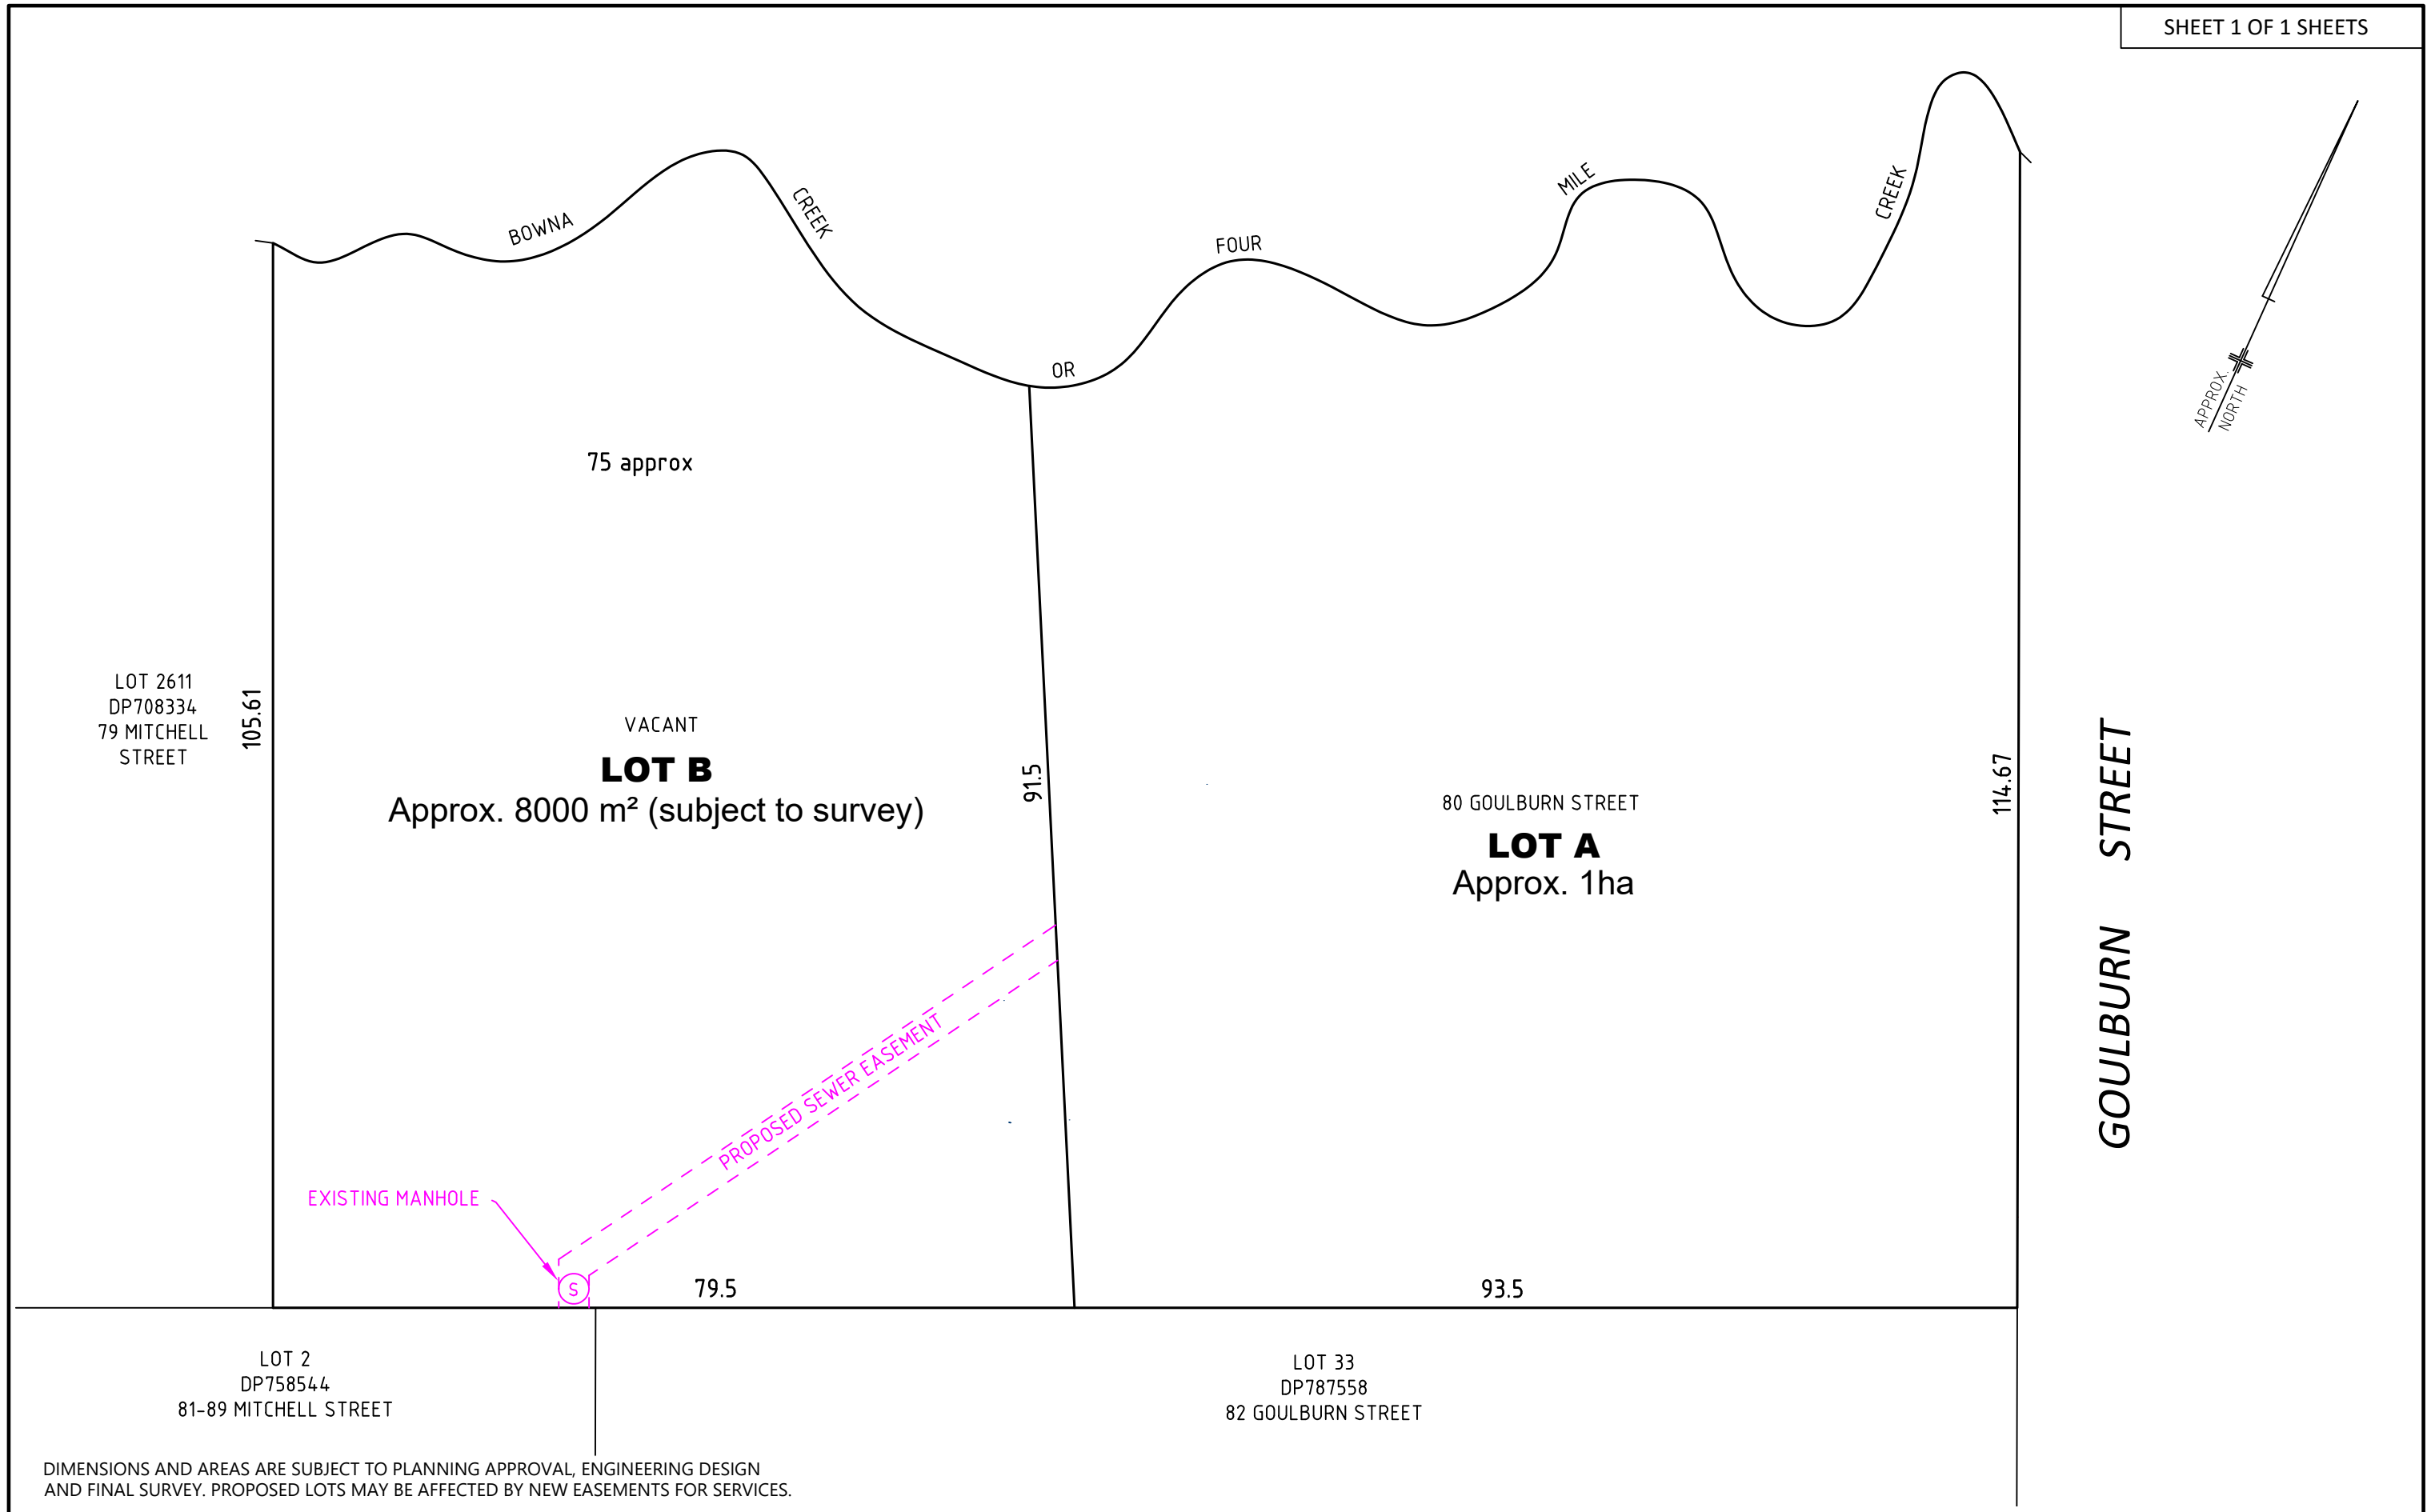 SHEET 1 OF 1 SHEETS
BOWNA
CREEK
OR
FOUR
MILE
CREEK
APPROX.
NORTH
75 approx
LOT 2611
DP708334
79 MITCHELL
STREET
105.61
VACANT
LOT B
Approx. 8000 m² (subject to survey)
91.5
80 GOULBURN STREET
LOT A
Approx. 1ha
114.67
GOULBURN STREET
PROPOSED SEWER EASEMENT
EXISTING MANHOLE
S
79.5
93.5
LOT 2
DP758544
81-89 MITCHELL STREET
LOT 33
DP787558
82 GOULBURN STREET
DIMENSIONS AND AREAS ARE SUBJECT TO PLANNING APPROVAL, ENGINEERING DESIGN
AND FINAL SURVEY. PROPOSED LOTS MAY BE AFFECTED BY NEW EASEMENTS FOR SERVICES.